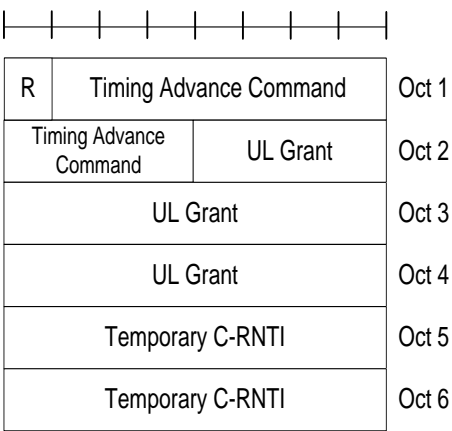 R Timing Advance Command Oct 1
Timing Advance
Command UL Grant Oct 2
UL Grant Oct 3
UL Grant Oct 4
Temporary C-RNTI Oct 5
Temporary C-RNTI Oct 6